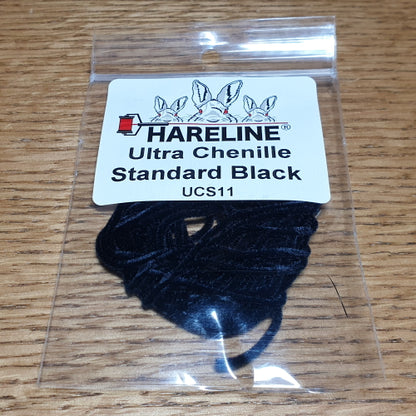 HARELINE®
Ultra Chenille
Standard Black
UCS11